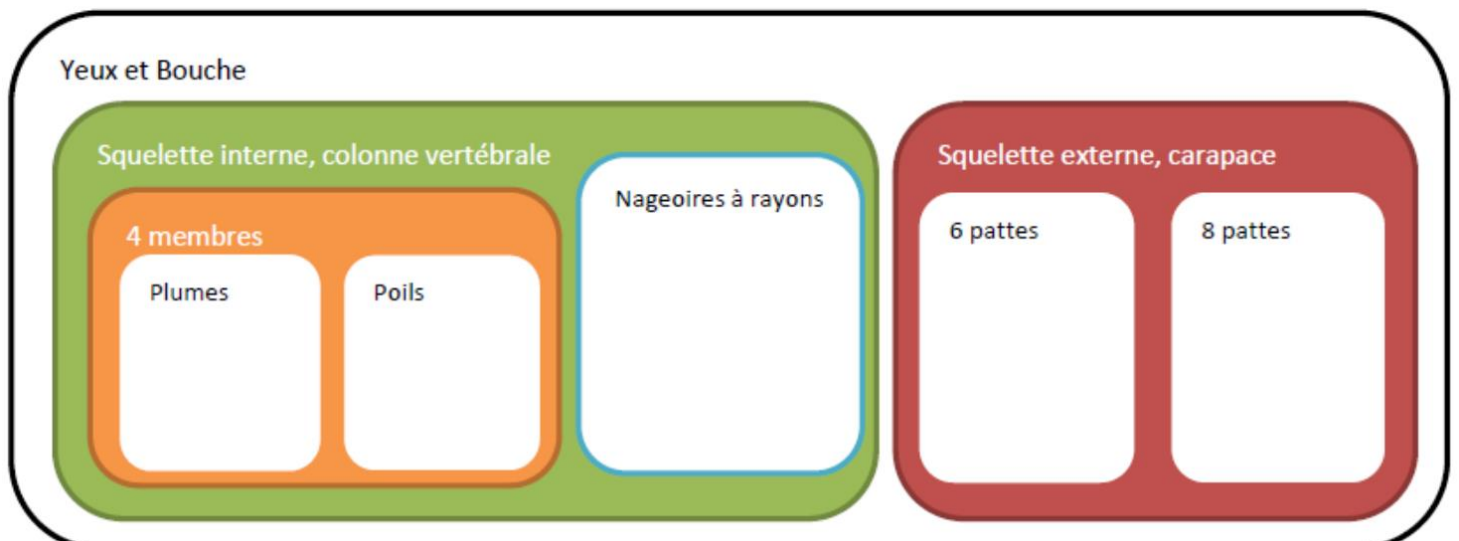 Yeux et Bouche
Squelette interne, colonne vertébrale
4 membres
Plumes
Poils
Nageoires à rayons
Squelette externe, carapace
6 pattes
8 pattes